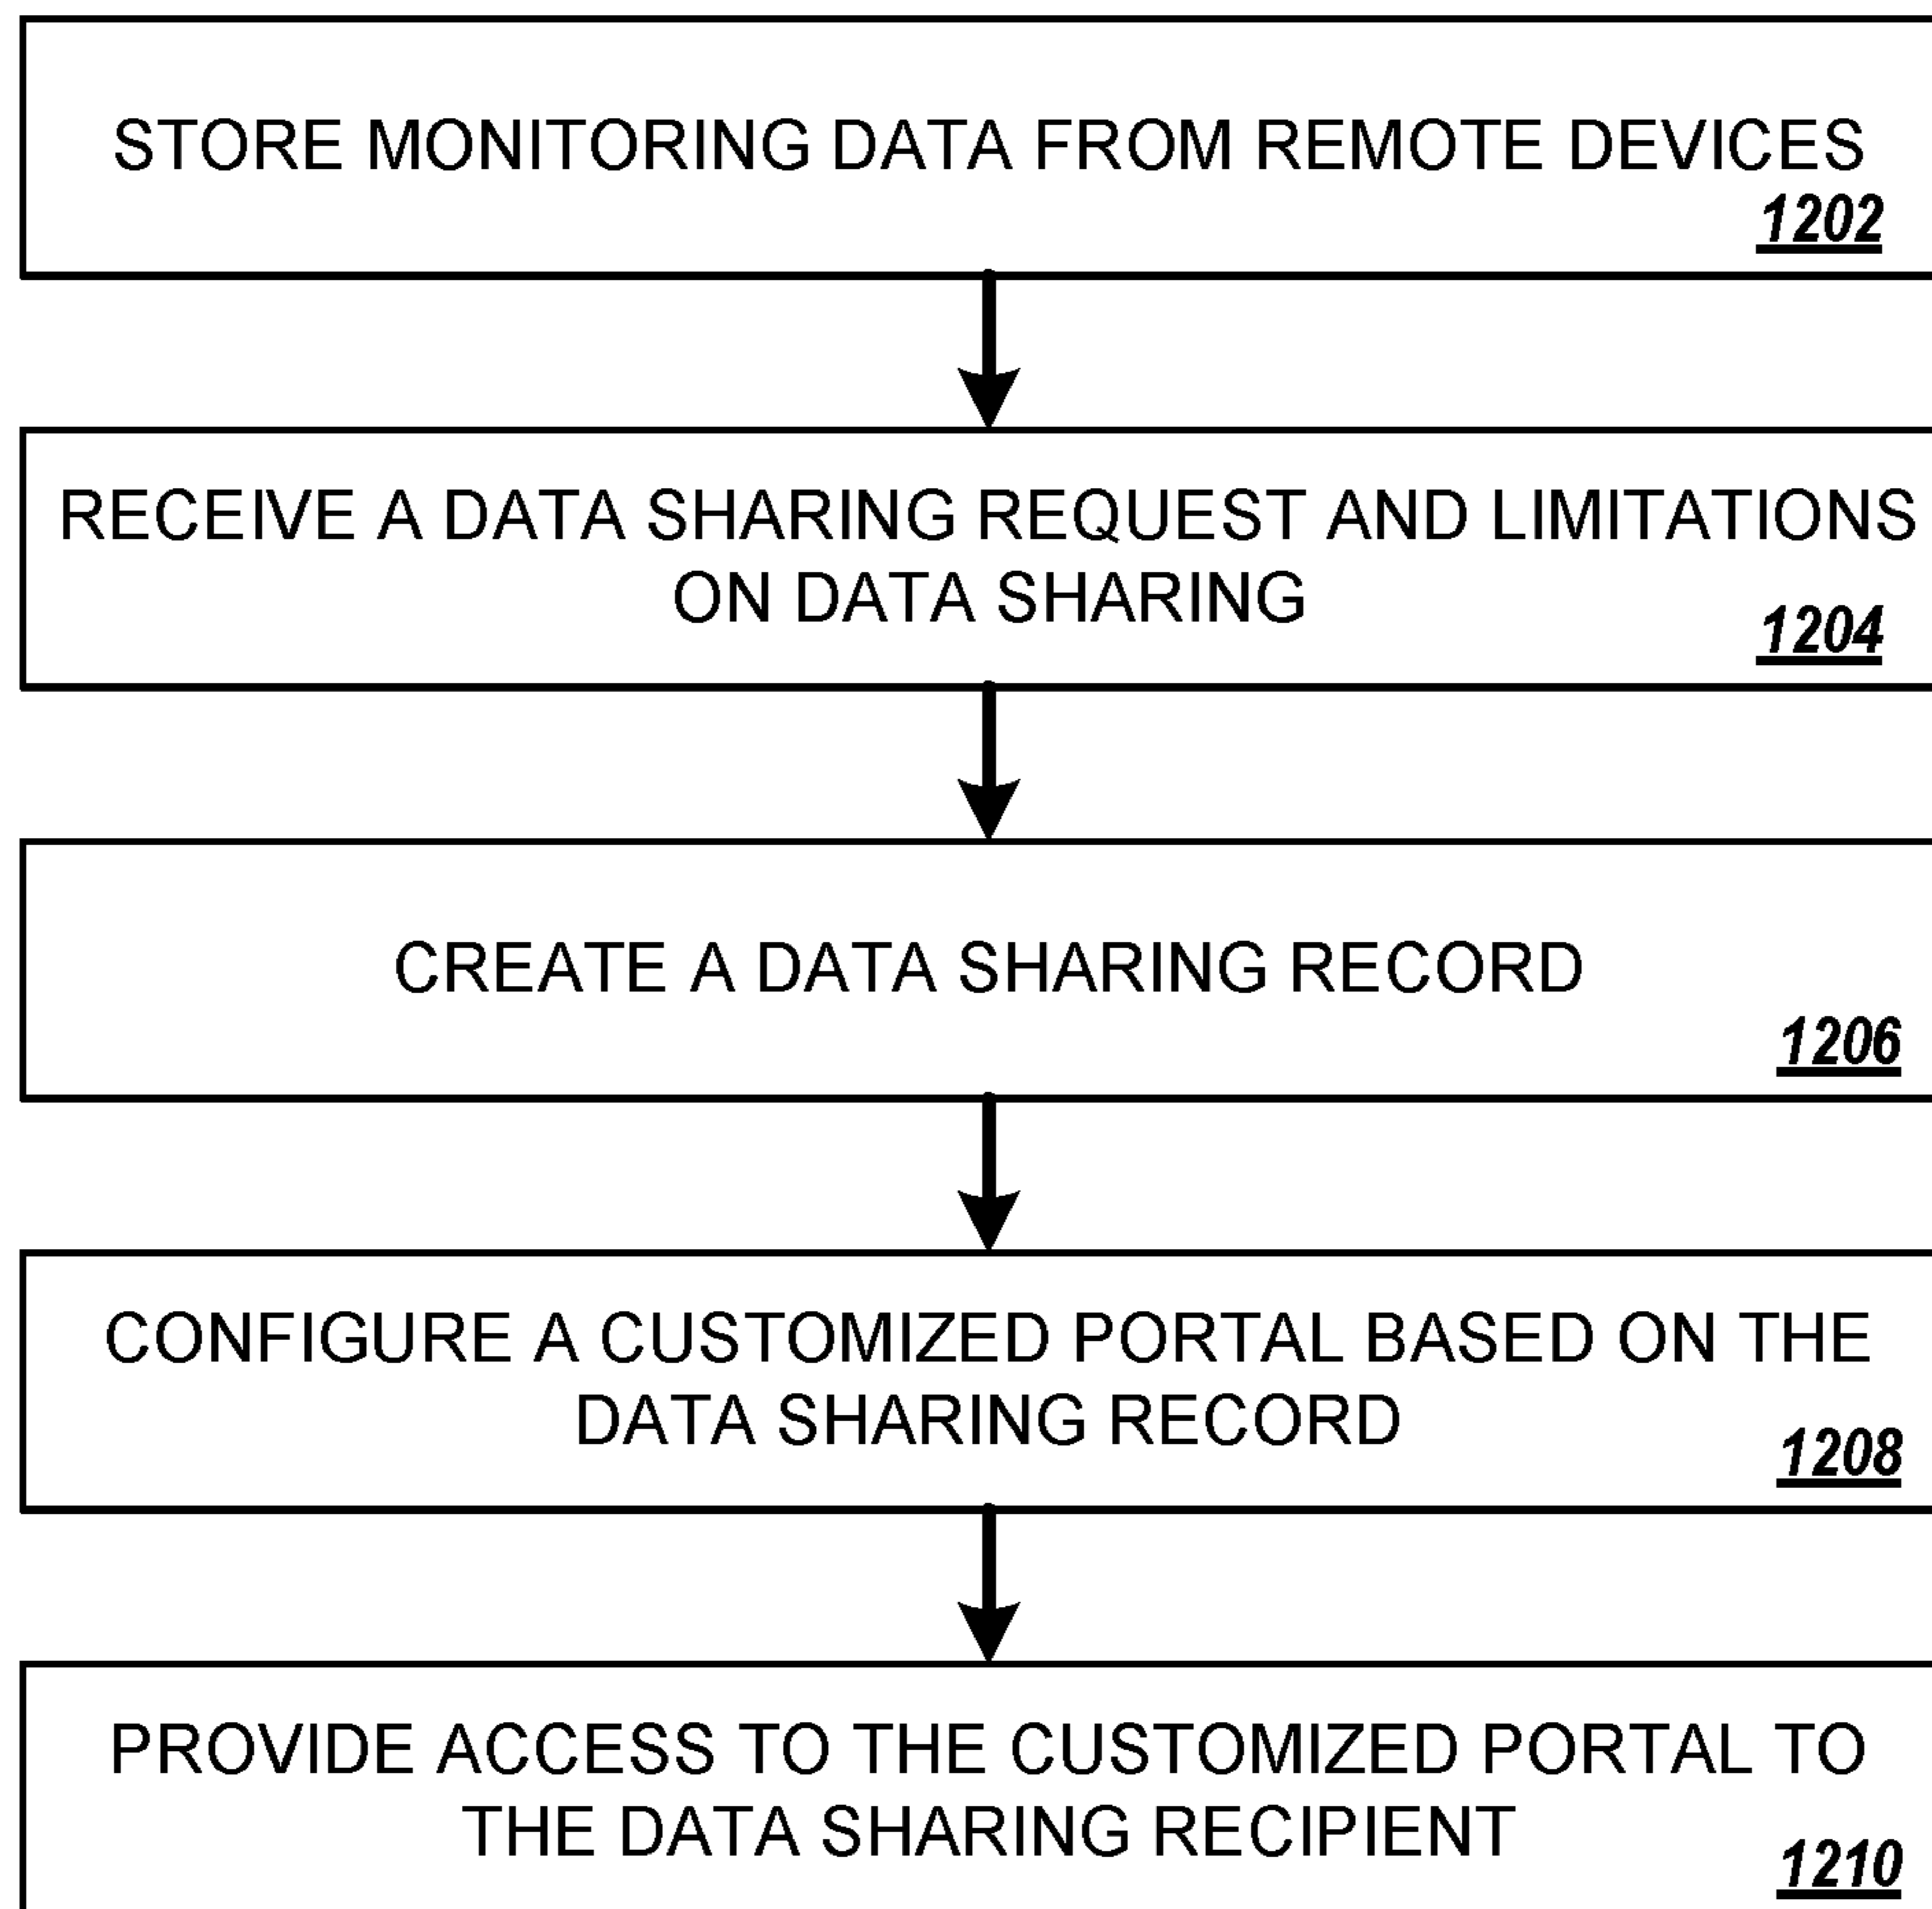 STORE MONITORING DATA FROM REMOTE DEVICES
1202
RECEIVE A DATA SHARING REQUEST AND LIMITATIONS
ON DATA SHARING
1204
CREATE A DATA SHARING RECORD
1206
CONFIGURE A CUSTOMIZED PORTAL BASED ON THE
DATA SHARING RECORD
1208
PROVIDE ACCESS TO THE CUSTOMIZED PORTAL TO
THE DATA SHARING RECIPIENT
1210